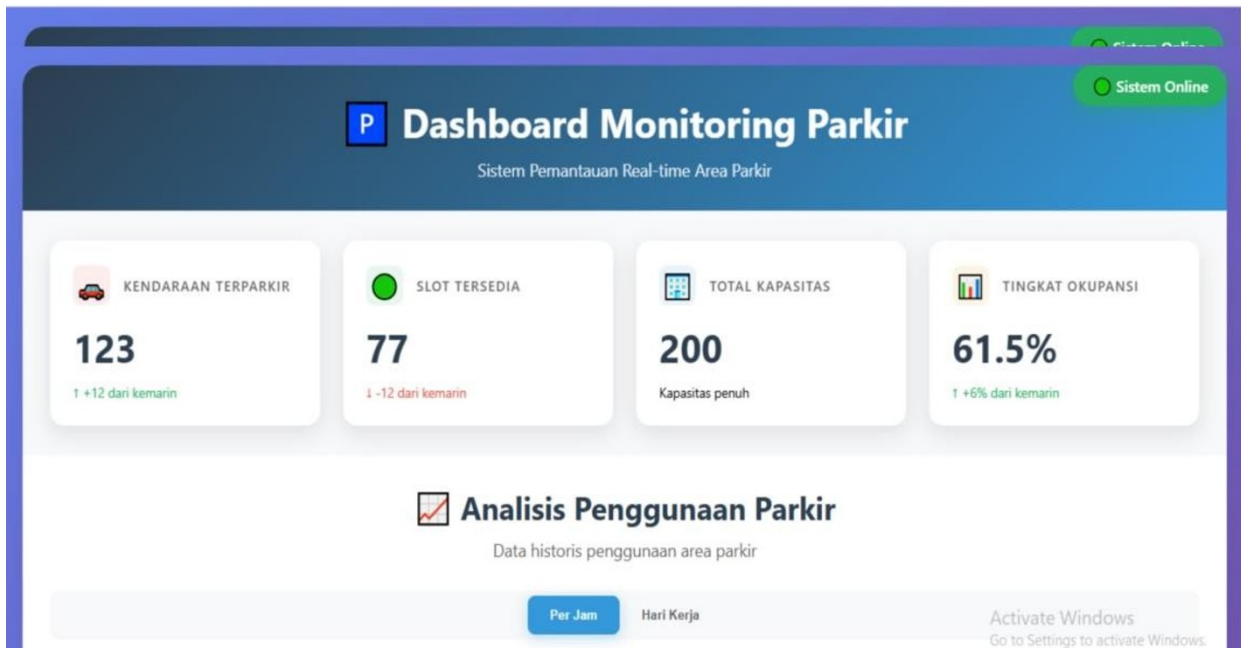 Sistem Online
Sistem Online
P Dashboard Monitoring Parkir
Sistem Pemantauan Real-time Area Parkir
KENDARAAN TERPARKIR
123
↑ +12 dari kemarin
SLOT TERSEDIA
77
↓ -12 dari kemarin
TOTAL KAPASITAS
200
Kapasitas penuh
TINGKAT OKUPANSI
61.5%
↑ +6% dari kemarin
Analisis Penggunaan Parkir
Data historis penggunaan area parkir
Per Jam Hari Kerja
Activate Windows
Go to Settings to activate Windows.